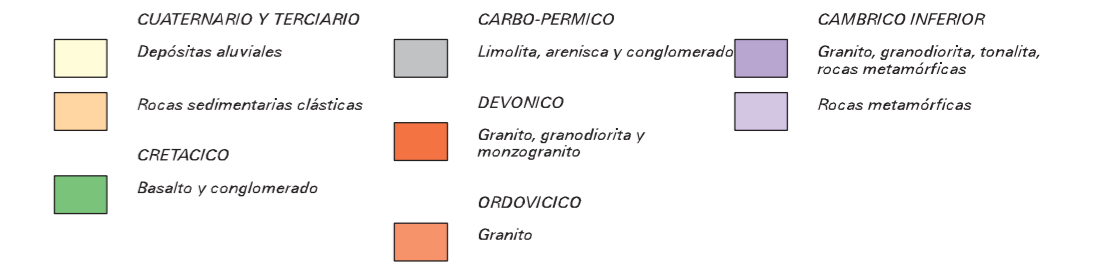 CUATERNARIO Y TERCIARIO
Depósitas aluviales
Rocas sedimentarias clásticas
CRETACICO
Basalto y conglomerado
CARBO-PERMICO
Limolita, arenisca y conglomerado
DEVONICO
Granito, granodiorita y
monzogranito
ORDOVICICO
Granito
CAMBRICO INFERIOR
Granito, granodiorita, tonalita,
rocas metamórficas
Rocas metamórficas